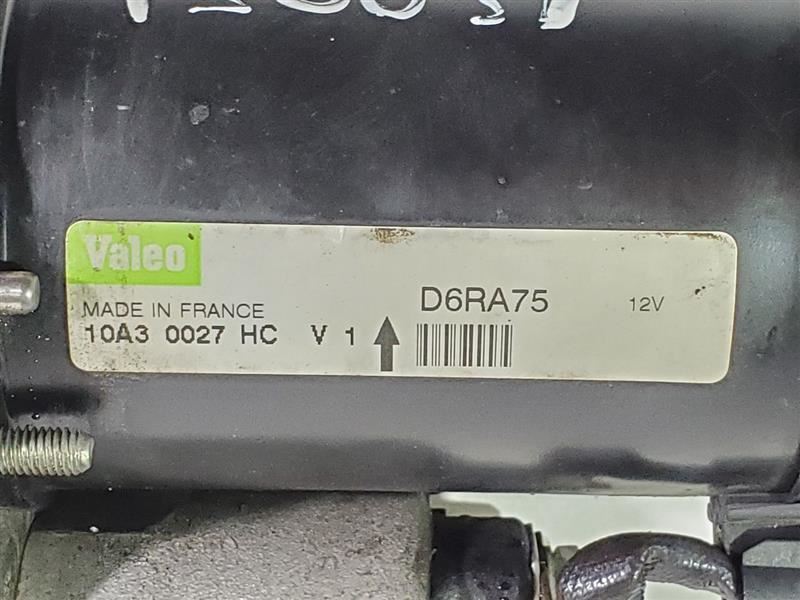 Valeo
MADE IN FRANCE
10A3 0027 HC V 1
D6RA75
12V